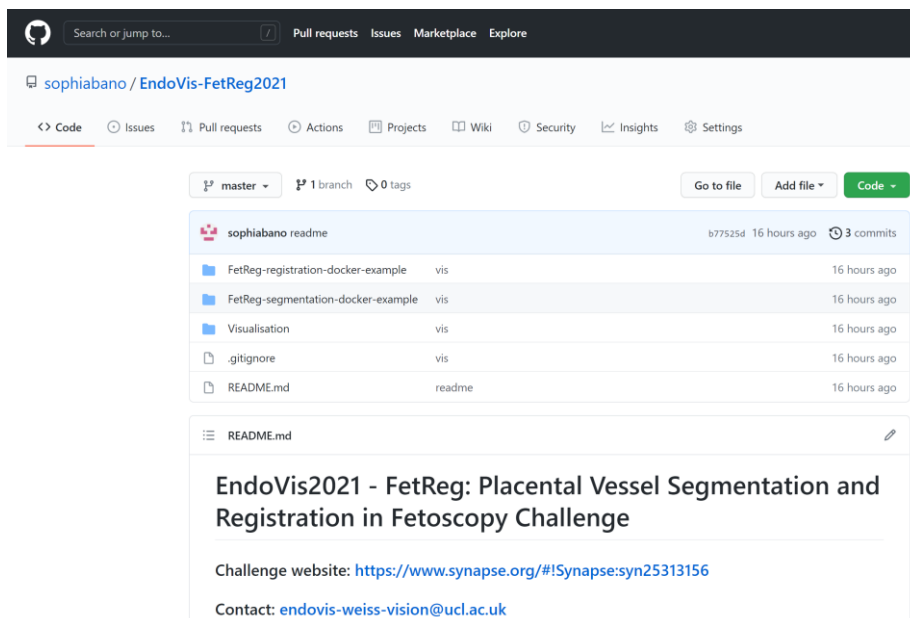 Search or jump to... / Pull requests Issues Marketplace Explore
sophiabano / EndoVis-FetReg2021
<> Code Issues Pull requests Actions Projects Wiki Security Insights Settings
master 1 branch 0 tags Go to file Add file Code
sophiabano readme b77525d 16 hours ago 3 commits
FetReg-registration-docker-example vis 16 hours ago
FetReg-segmentation-docker-example vis 16 hours ago
Visualisation vis 16 hours ago
.gitignore vis 16 hours ago
README.md readme 16 hours ago
README.md
EndoVis2021 - FetReg: Placental Vessel Segmentation and
Registration in Fetoscopy Challenge
Challenge website: https://www.synapse.org/#!Synapse:syn25313156
Contact: endovis-weiss-vision@ucl.ac.uk